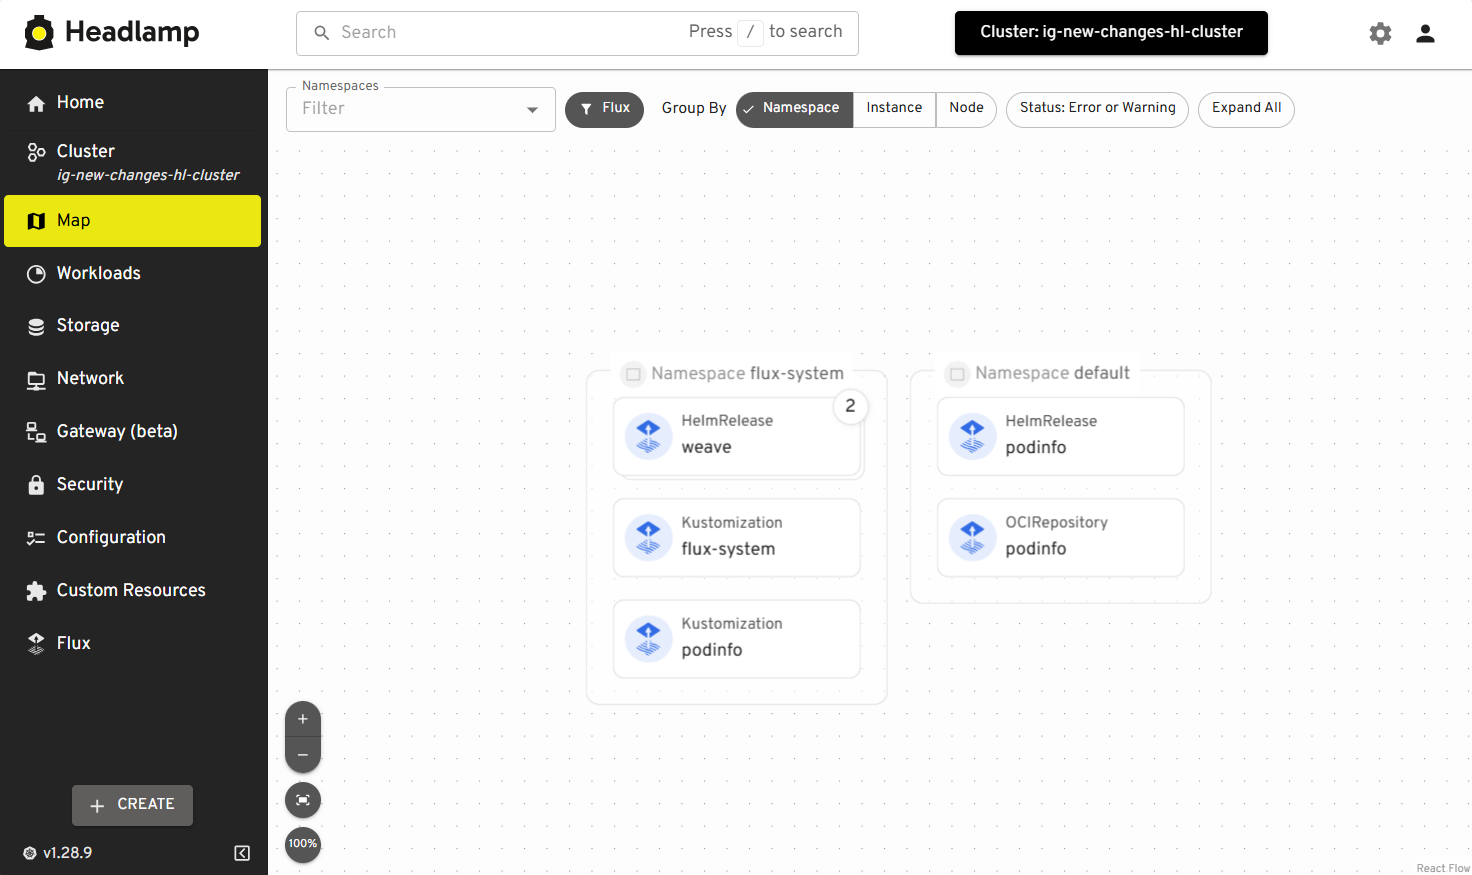 Headlamp
Search
Press / to search
Cluster: ig-new-changes-hl-cluster
Home
Cluster
ig-new-changes-hl-cluster
Map
Workloads
Storage
Network
Gateway (beta)
Security
Configuration
Custom Resources
Flux
CREATE
v1.28.9
Namespaces
Filter
Flux
Group By
Namespace
Instance
Node
Status: Error or Warning
Expand All
Namespace flux-system
2
HelmRelease
weave
Kustomization
flux-system
Kustomization
podinfo
Namespace default
HelmRelease
podinfo
OCIRepository
podinfo
+
−
100%
React Flow